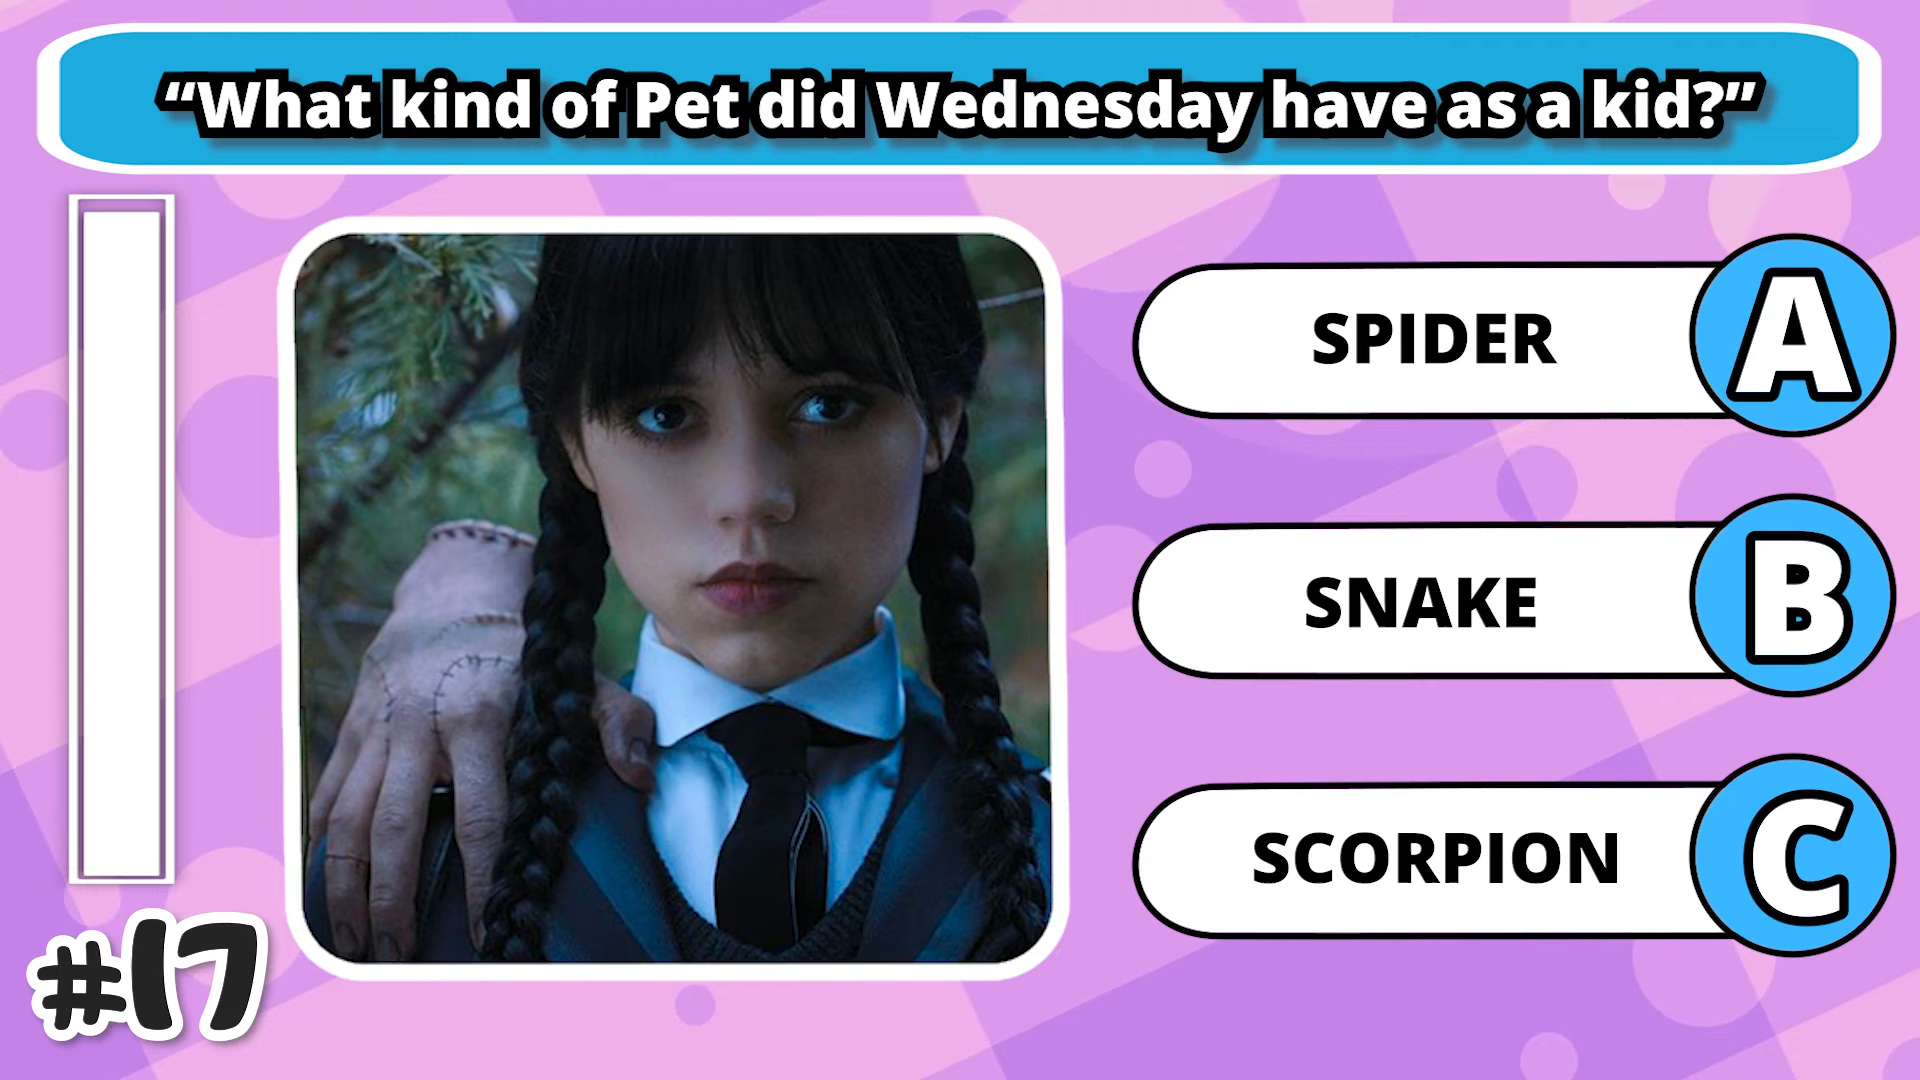 “What kind of Pet did Wednesday have as a kid?”
SPIDER
A
SNAKE
B
SCORPION
C
#17